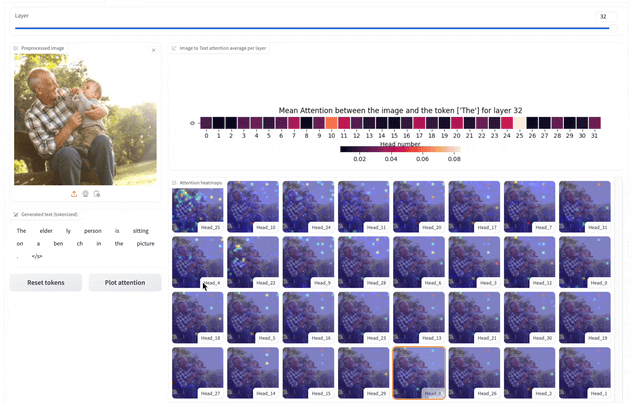 Layer
32
Preprocessed image
Image to Text attention average per layer
Mean Attention between the image and the token ['The'] for layer 32
0
0 1 2 3 4 5 6 7 8 9 10 11 12 13 14 15 16 17 18 19 20 21 22 23 24 25 26 27 28 29 30 31
Head number
0.02 0.04 0.06 0.08
Attention heatmaps
Head_25 Head_10 Head_24 Head_11 Head_20 Head_17 Head_7 Head_31
Generated text (tokenized)
The elder ly person is sitting
on a ben ch in the picture
. </s>
Head_4 Head_22 Head_9 Head_28 Head_6 Head_3 Head_0
Reset tokens Plot attention
Head_18 Head_5 Head_16 Head_23 Head_13 Head_21 Head_19
Head_27 Head_14 Head_15 Head_29 Head_26 Head_2 Head_1